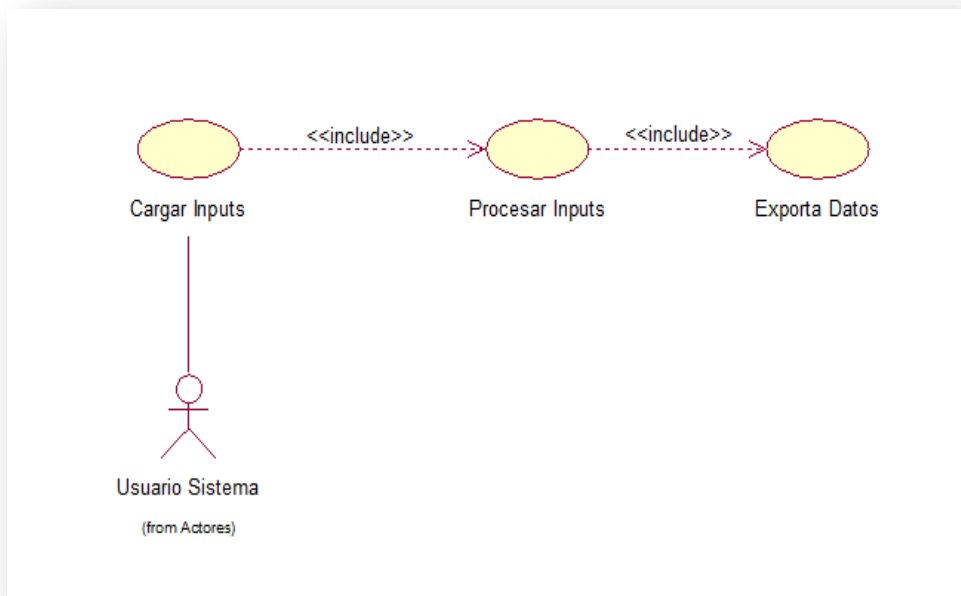 <<include>>
<<include>>
Cargar Inputs
Procesar Inputs
Exporta Datos
Usuario Sistema
(from Actores)